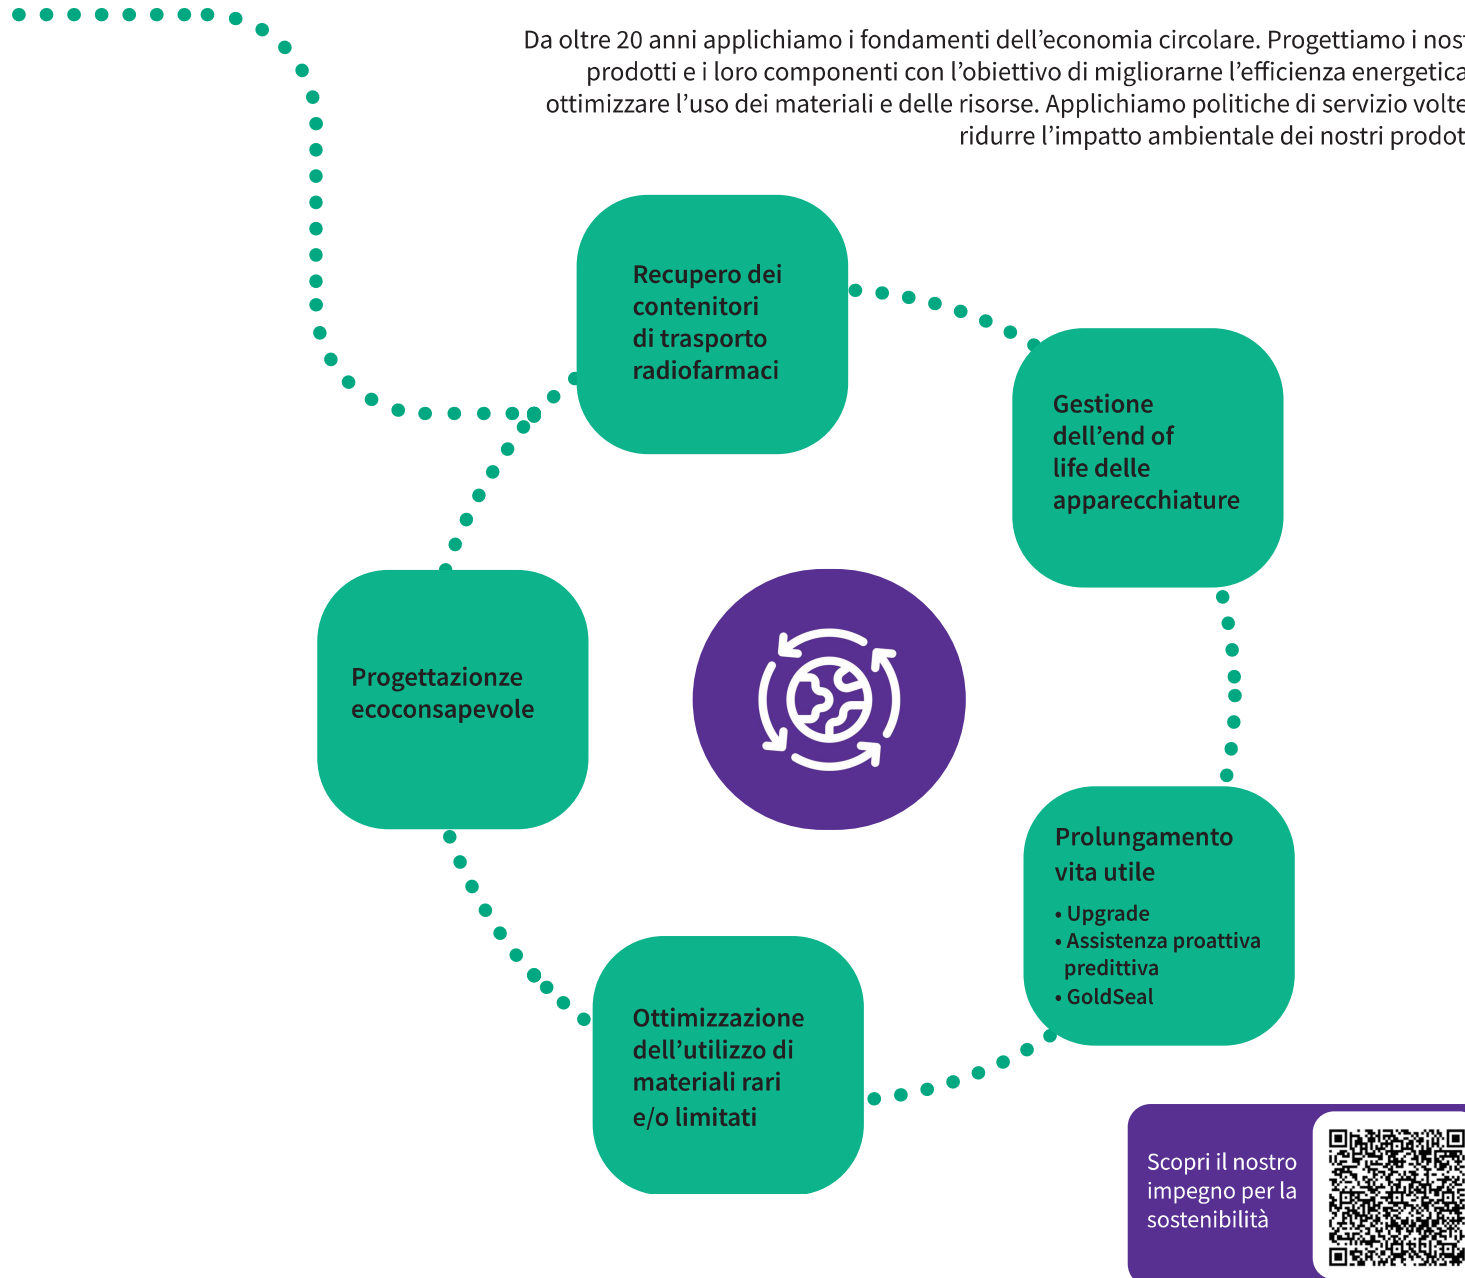 Da oltre 20 anni applichiamo i fondamenti dell’economia circolare. Progettiamo i
prodotti e i loro componenti con l’obiettivo di migliorarne l’efficienza energetica
ottimizzare l’uso dei materiali e delle risorse. Applichiamo politiche di servizio volte
ridurre l’impatto ambientale dei nostri
Recupero dei
contenitori
di trasporto
radiofarmaci
Gestione
dell’end of
life delle
apparecchiature
Progettazionze
ecoconsapevole
Prolungamento
vita utile
• Upgrade
• Assistenza proattiva
predittiva
• GoldSeal
Ottimizzazione
dell’utilizzo di
materiali rari
e/o limitati
Scopri il nostro
impegno per la
sostenibilità